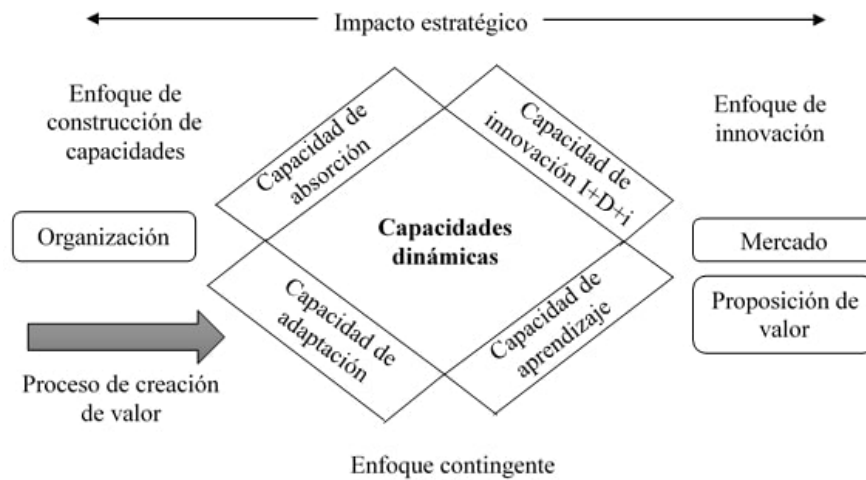 Impacto estratégico
Enfoque de
construcción de
capacidades
Capacidad de
absorción
Capacidad de
innovación I+D+i
Enfoque de
innovación
Organización
Capacidades
dinámicas
Mercado
Capacidad de
adaptación
Capacidad de
aprendizaje
Proposición de
valor
Proceso de creación
de valor
Enfoque contingente